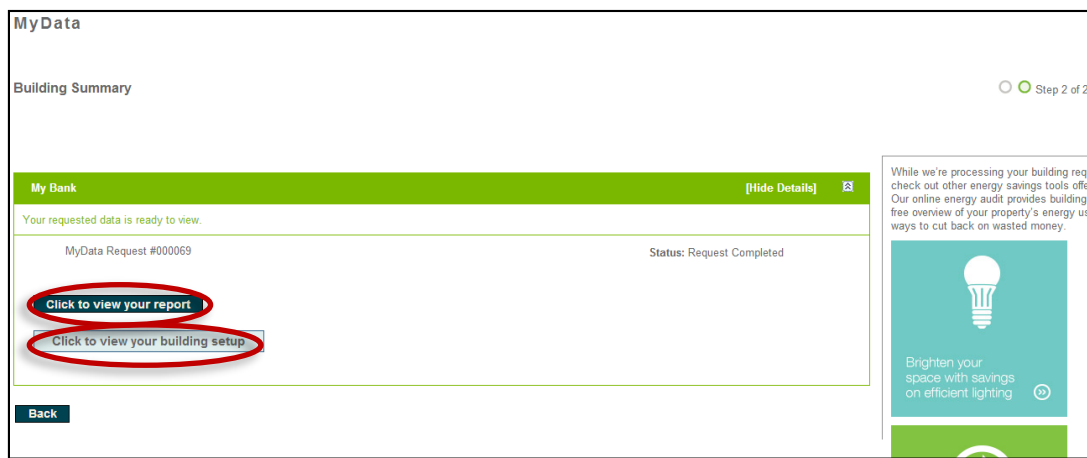 MyData
Building Summary
Step 2 of 2
My Bank
[Hide Details]
Your requested data is ready to view.
MyData Request #000069
Status: Request Completed
Click to view your report
Click to view your building setup
Back
While we're processing your building req
check out other energy savings tools offe
Our online energy audit provides building
free overview of your property's energy us
ways to cut back on wasted money.
Brighten your
space with savings
on efficient lighting